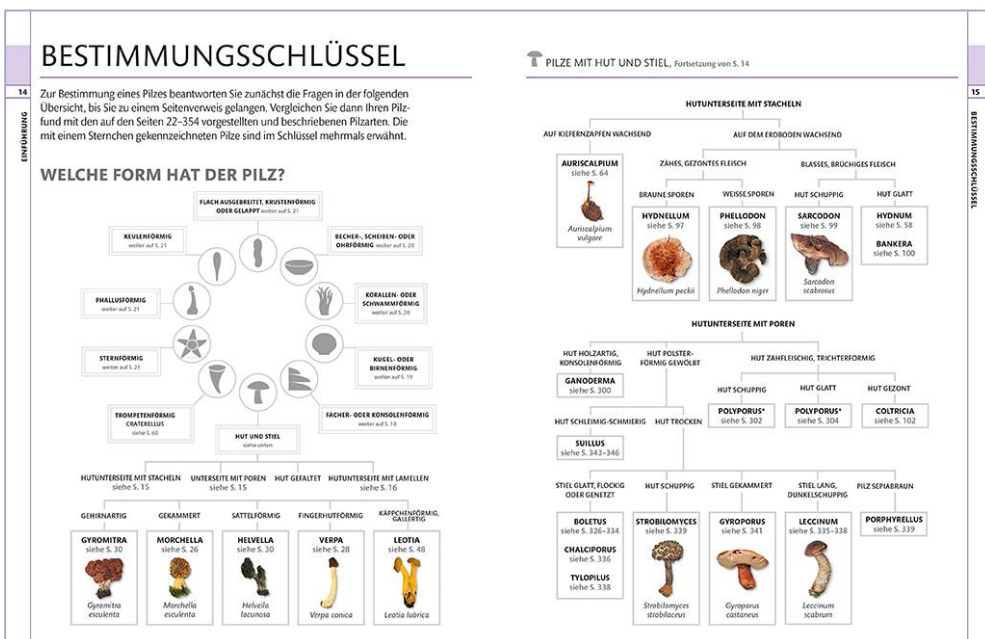 14
EINFÜHRUNG
BESTIMMUNGSSCHLÜSSEL
Zur Bestimmung eines Pilzes beantworten Sie zunächst die Fragen in der folgenden
Übersicht, bis Sie zu einem Seitenverweis gelangen. Vergleichen Sie dann Ihren Pilz-
fund mit den auf den Seiten 22–354 vorgestellten und beschriebenen Pilzarten. Die
mit einem Sternchen gekennzeichneten Pilze sind im Schlüssel mehrmals erwähnt.
WELCHE FORM HAT DER PILZ?
FLACH AUSGEBREITET, KRUSTENFÖRMIG
ODER GELAPPT weiter auf S. 21
KEULENFÖRMIG
weiter auf S. 21
BECHER-, SCHEIBEN- ODER
OHRFÖRMIG weiter auf S. 20
PHALLUSFÖRMIG
weiter auf S. 21
KORALLEN- ODER
SCHWAMMFÖRMIG
weiter auf S. 20
STERNFÖRMIG
weiter auf S. 21
KUGEL- ODER
BIRNENFÖRMIG
weiter auf S. 19
TROMPETENFÖRMIG
CRATERELLUS
siehe S. 60
FÄCHER- ODER KONSOLENFÖRMIG
weiter auf S. 18
HUT UND STIEL
siehe unten
HUTUNTERSEITE MIT STACHELN
siehe S. 15
UNTERSEITE MIT POREN
siehe S. 15
HUT GEFALTET
HUTUNTERSEITE MIT LAMELLEN
siehe S. 16
GEHIRNARTIG
GEKAMMERT
SATTELFÖRMIG
FINGERHUTFÖRMIG
KÄPPCHENFÖRMIG,
GALLERTIG
GYROMITRA
siehe S. 30
Gyromitra
esculenta
MORCHELLA
siehe S. 26
Morchella
esculenta
HELVELLA
siehe S. 30
Helvella
lacunosa
VERPA
siehe S. 28
Verpa conica
LEOTIA
siehe S. 48
Leotia lubrica
PILZE MIT HUT UND STIEL, Fortsetzung von S. 14
15
BESTIMMUNGSSCHLÜSSEL
HUTUNTERSEITE MIT STACHELN
AUF KIEFERNZAPFEN WACHSEND
AUF DEM ERDBODEN WACHSEND
AURISCALPIUM
siehe S. 64
Auriscalpium
vulgare
ZÄHES, GEZONTES FLEISCH
BLASSES, BRÜCHIGES FLEISCH
BRAUNE SPOREN
WEISSE SPOREN
HUT SCHUPPIG
HUT GLATT
HYDNELLUM
siehe S. 97
Hydnellum peckii
PHELLODON
siehe S. 98
Phellodon niger
SARCODON
siehe S. 99
Sarcodon
scabrosus
HYDNUM
siehe S. 58
BANKERA
siehe S. 100
HUTUNTERSEITE MIT POREN
HUT HOLZARTIG,
KONSOLENFÖRMIG
HUT POLSTER-
FÖRMIG GEWÖLBT
HUT ZÄHFLEISCHIG, TRICHTERFÖRMIG
GANODERMA
siehe S. 300
HUT SCHUPPIG
HUT GLATT
HUT GEZONT
POLYPORUS*
siehe S. 302
POLYPORUS*
siehe S. 304
COLTRICIA
siehe S. 102
HUT SCHLEIMIG-SCHMIERIG
HUT TROCKEN
SUILLUS
siehe S. 343–346
STIEL GLATT, FLOCKIG
ODER GENETZT
HUT SCHUPPIG
STIEL GEKAMMERT
STIEL LANG,
DUNKELSCHUPPIG
PILZ SEPIABRAUN
BOLETUS
siehe S. 326–334
CHALCIPORUS
siehe S. 336
TYLOPILUS
siehe S. 338
STROBILOMYCES
siehe S. 339
Strobilomyces
strobilaceus
GYROPORUS
siehe S. 341
Gyroporus
castaneus
LECCINUM
siehe S. 335–338
Leccinum
scabrum
PORPHYRELLUS
siehe S. 339